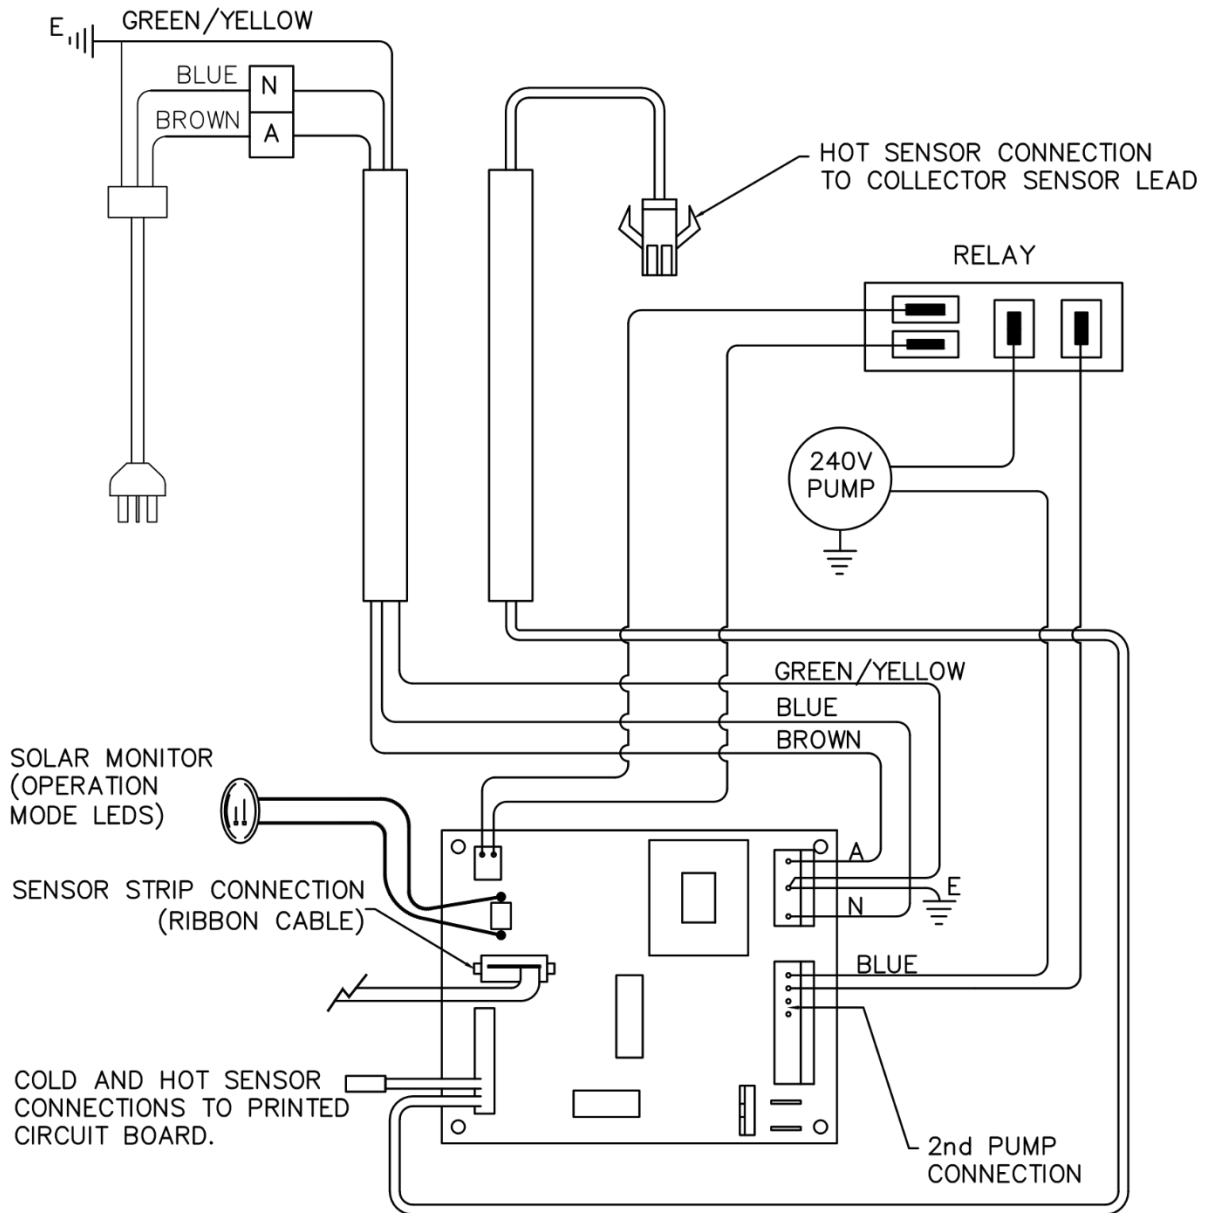 E
GREEN/YELLOW
BLUE
N
BROWN
A
HOT SENSOR CONNECTION
TO COLLECTOR SENSOR LEAD
RELAY
240V
PUMP
GREEN/YELLOW
BLUE
BROWN
SOLAR MONITOR
(OPERATION
MODE LEDS)
A
SENSOR STRIP CONNECTION
(RIBBON CABLE)
E
N
BLUE
COLD AND HOT SENSOR
CONNECTIONS TO PRINTED
CIRCUIT BOARD.
2nd PUMP
CONNECTION